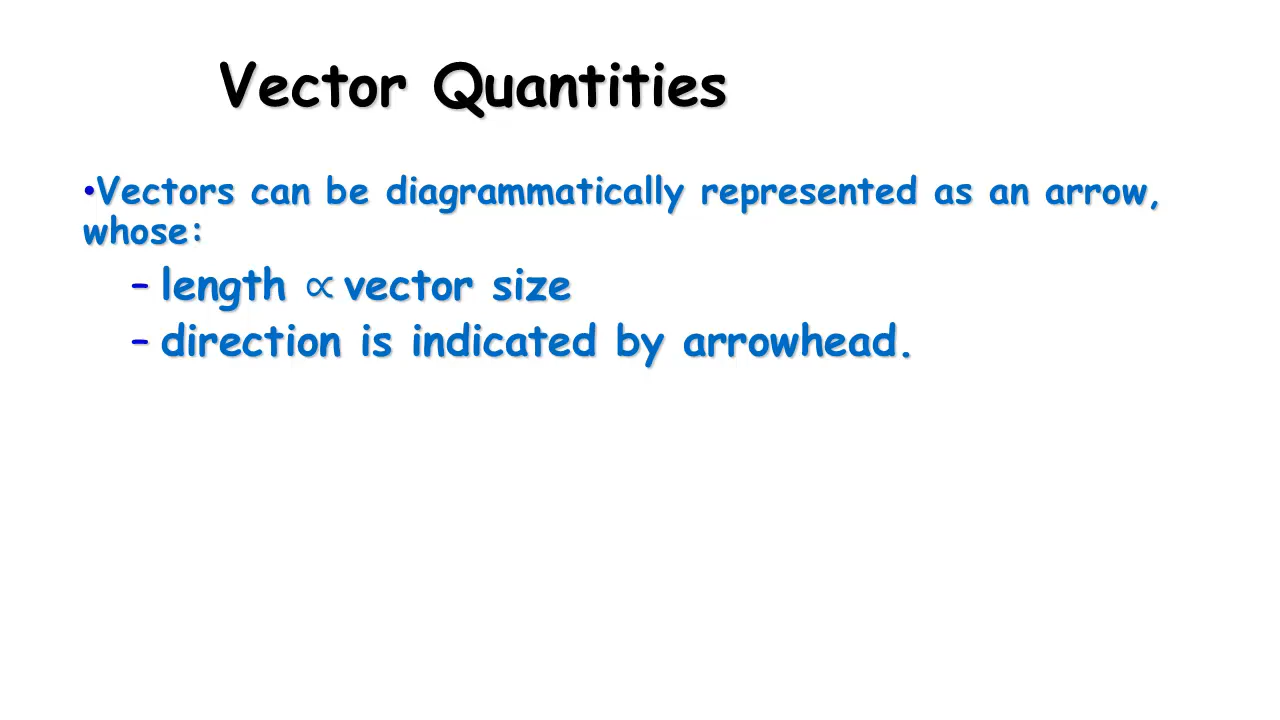 Vector Quantities
•Vectors can be diagrammatically represented as an arrow,
whose:
– length ∝ vector size
– direction is indicated by arrowhead.